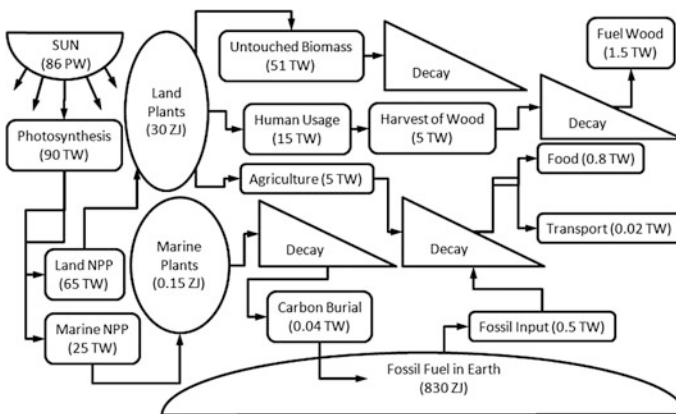 SUN
(86 PW)
Photosynthesis
(90 TW)
Land NPP
(65 TW)
Marine NPP
(25 TW)
Land
Plants
(30 ZJ)
Marine
Plants
(0.15 ZJ)
Untouched Biomass
(51 TW)
Decay
Human Usage
(15 TW)
Harvest of Wood
(5 TW)
Decay
Fuel Wood
(1.5 TW)
Agriculture (5 TW)
Decay
Food (0.8 TW)
Transport (0.02 TW)
Decay
Carbon Burial
(0.04 TW)
Fossil Input (0.5 TW)
Fossil Fuel in Earth
(830 ZJ)